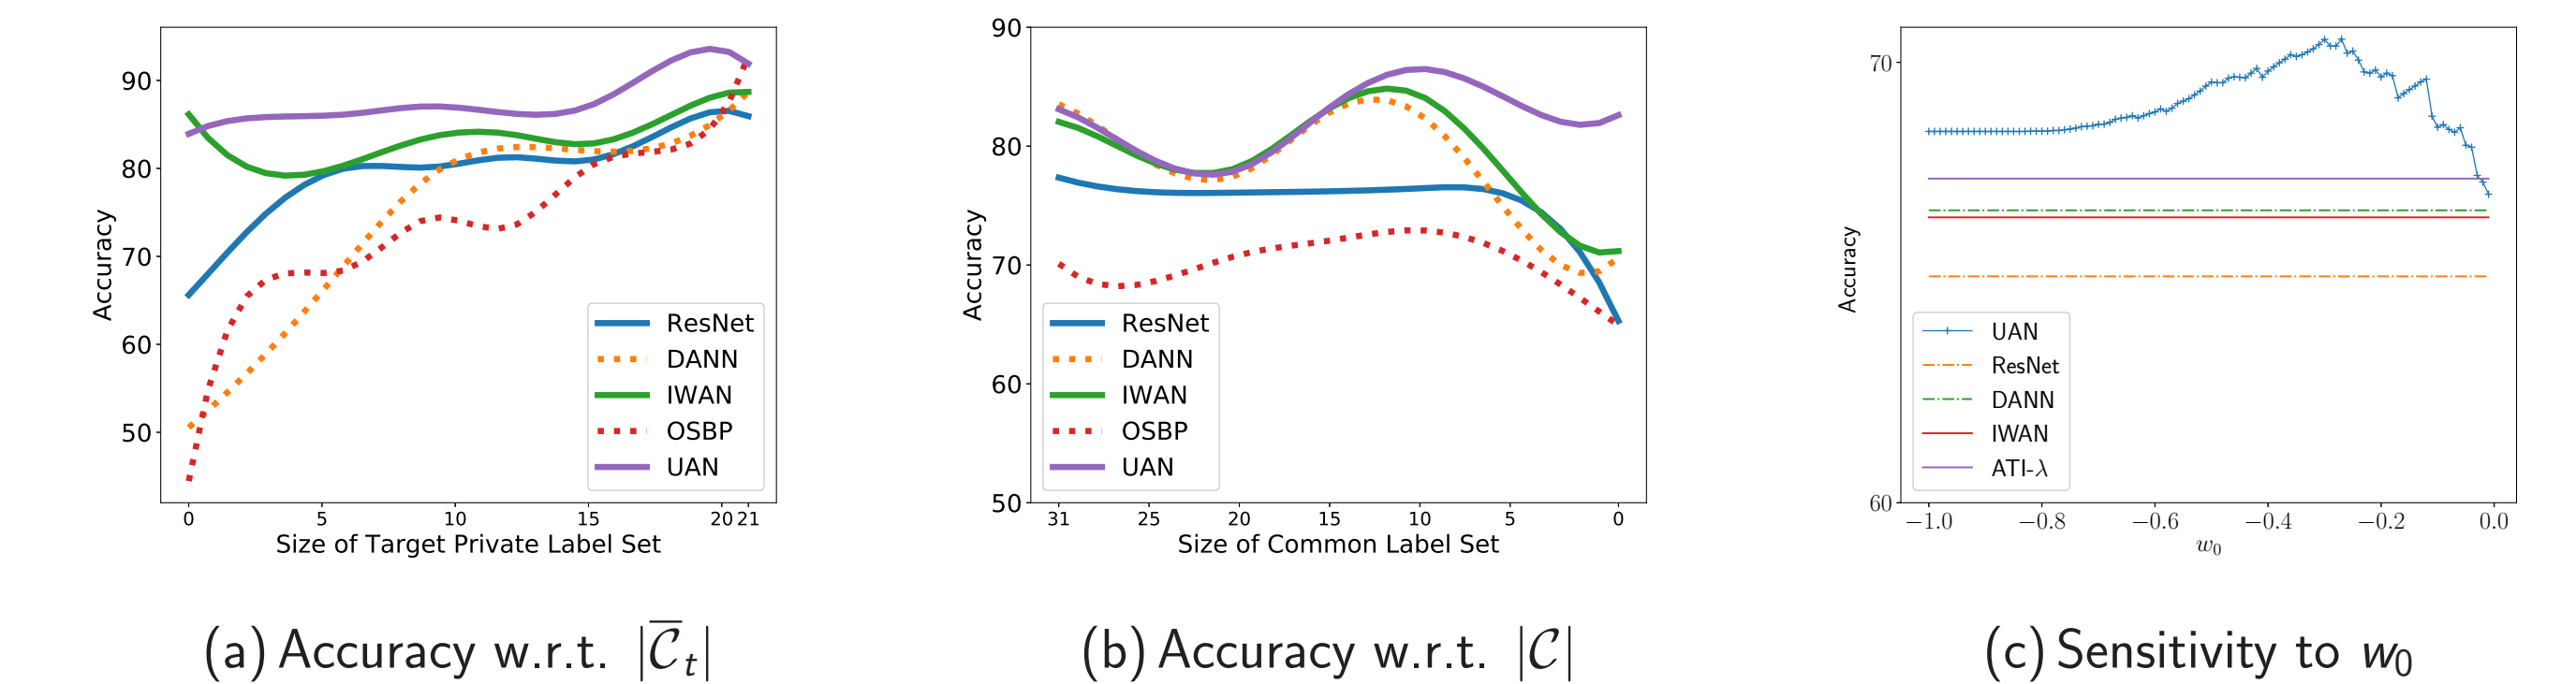 90
80
70
60
50
Accuracy
0 5 10 15 20 21
Size of Target Private Label Set
ResNet
DANN
IWAN
OSBP
UAN
(a) Accuracy w.r.t. |C̅ₜ|
90
80
70
60
50
Accuracy
31 25 20 15 10 5 0
Size of Common Label Set
ResNet
DANN
IWAN
OSBP
UAN
(b) Accuracy w.r.t. |C|
70
60
Accuracy
−1.0 −0.8 −0.6 −0.4 −0.2 0.0
w₀
UAN
ResNet
DANN
IWAN
ATI-λ
(c) Sensitivity to w₀